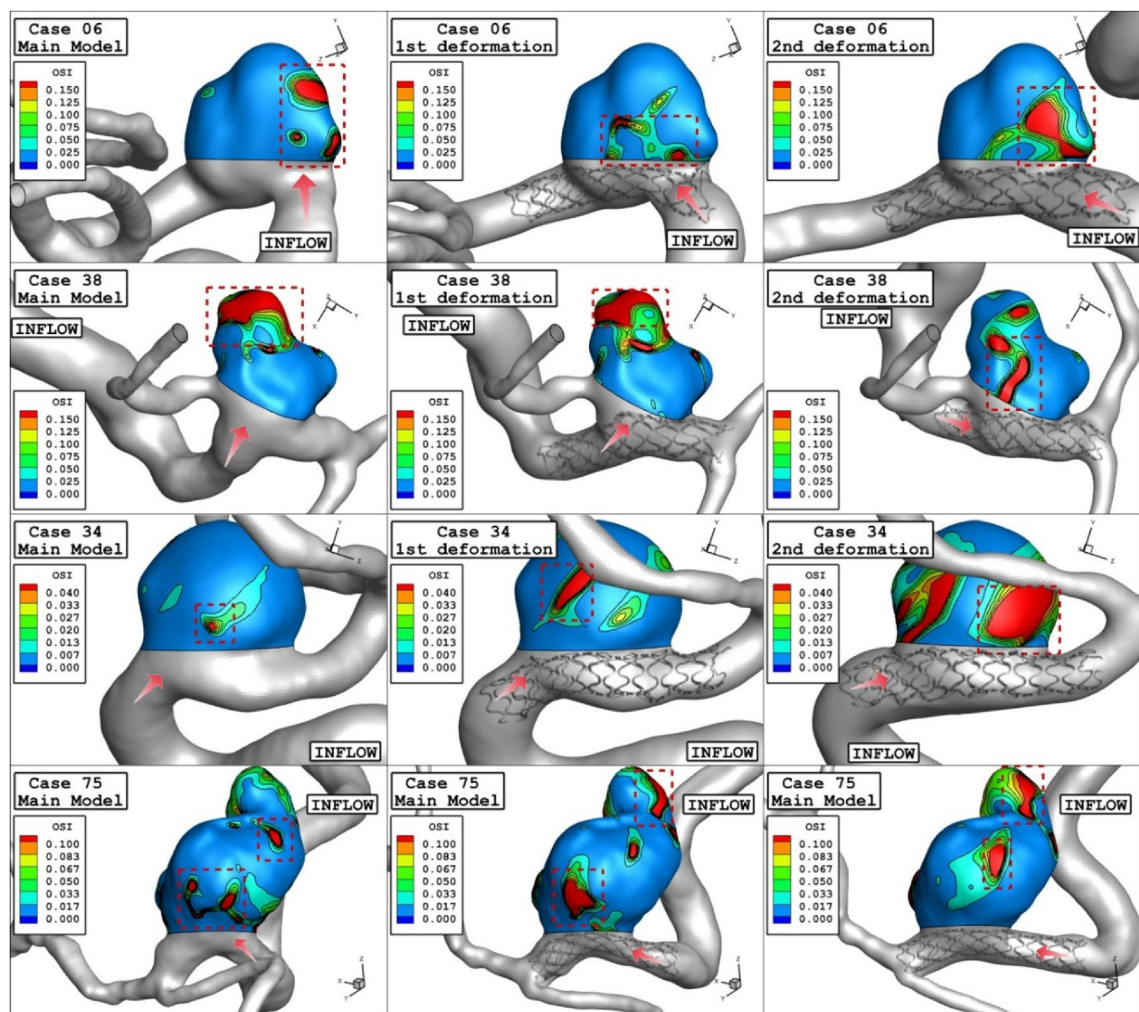 Case 06
Main Model
OSI
0.150
0.125
0.100
0.075
0.050
0.025
0.000
INFLOW
Y
Z
X
Case 06
1st deformation
OSI
0.150
0.125
0.100
0.075
0.050
0.025
0.000
INFLOW
Y
Z
Case 06
2nd deformation
OSI
0.150
0.125
0.100
0.075
0.050
0.025
0.000
INFLOW
Y
Z
Case 38
Main Model
INFLOW
OSI
0.150
0.125
0.100
0.075
0.050
0.025
0.000
Z
X
Y
Case 38
1st deformation
INFLOW
OSI
0.150
0.125
0.100
0.075
0.050
0.025
0.000
Z
X
Y
Case 38
2nd deformation
INFLOW
OSI
0.150
0.125
0.100
0.075
0.050
0.025
0.000
Z
X
Y
Case 34
Main Model
OSI
0.040
0.033
0.027
0.020
0.013
0.007
0.000
INFLOW
Y
Z
Case 34
1st deformation
OSI
0.040
0.033
0.027
0.020
0.013
0.007
0.000
INFLOW
Y
X
Z
Case 34
2nd deformation
OSI
0.040
0.033
0.027
0.020
0.013
0.007
0.000
INFLOW
Y
X
Z
Case 75
Main Model
INFLOW
OSI
0.100
0.083
0.067
0.050
0.033
0.017
0.000
Z
X
Y
Case 75
Main Model
INFLOW
OSI
0.100
0.083
0.067
0.050
0.033
0.017
0.000
Z
X
Y
Case 75
Main Model
INFLOW
OSI
0.100
0.083
0.067
0.050
0.033
0.017
0.000
Z
X
Y